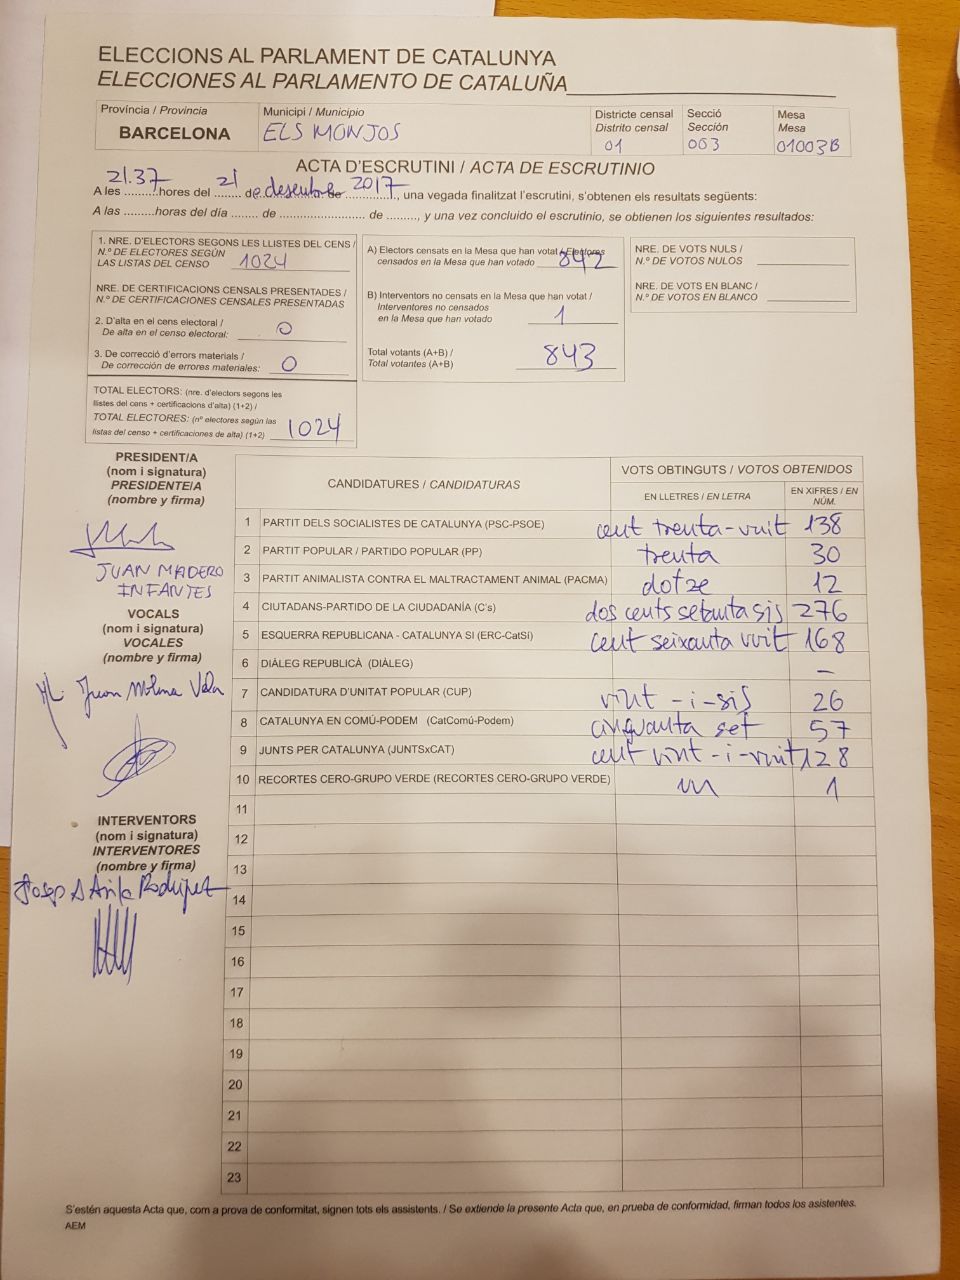 ELECCIONS AL PARLAMENT DE CATALUNYA
ELECCIONES AL PARLAMENTO DE CATALUÑA
Província / Provincia
BARCELONA
Municipi / Municipio
ELS MONJOS
Districte censal
Distrito censal
01
Secció
Sección
003
Mesa
Mesa
01003B
ACTA D'ESCRUTINI / ACTA DE ESCRUTINIO
A les 21.37 hores del 21 de desembre de 2017, una vegada finalitzat l'escrutini, s'obtenen els resultats següents:
A las .........horas del día ....... de ...................... de ........, y una vez concluido el escrutinio, se obtienen los siguientes resultados:
1. NRE. D'ELECTORS SEGONS LES LLISTES DEL CENS /
N.º DE ELECTORES SEGÚN
LAS LISTAS DEL CENSO 1024
NRE. DE CERTIFICACIONS CENSALS PRESENTADES /
N.º DE CERTIFICACIONES CENSALES PRESENTADAS
2. D'alta en el cens electoral /
De alta en el censo electoral: 0
3. De correcció d'errors materials /
De corrección de errores materiales: 0
TOTAL ELECTORS: (nre. d'electors segons les
llistes del cens + certificacions d'alta) (1+2) /
TOTAL ELECTORES: (nº electores según las
listas del censo + certificaciones de alta) (1+2) 1024
A) Electors censats en la Mesa que han votat / Electores
censados en la Mesa que han votado 842
B) Interventors no censats en la Mesa que han votat /
Interventores no censados
en la Mesa que han votado 1
Total votants (A+B) /
Total votantes (A+B) 843
NRE. DE VOTS NULS /
N.º DE VOTOS NULOS
NRE. DE VOTS EN BLANC /
N.º DE VOTOS EN BLANCO
PRESIDENT/A
(nom i signatura)
PRESIDENTE/A
(nombre y firma)
JUAN MADERO
INFANTES
VOCALS
(nom i signatura)
VOCALES
(nombre y firma)
INTERVENTORS
(nom i signatura)
INTERVENTORES
(nombre y firma)
CANDIDATURES / CANDIDATURAS
VOTS OBTINGUTS / VOTOS OBTENIDOS
EN LLETRES / EN LETRA
EN XIFRES / EN NÚM.
1 PARTIT DELS SOCIALISTES DE CATALUNYA (PSC-PSOE) cent trenta-vuit 138
2 PARTIT POPULAR / PARTIDO POPULAR (PP) trenta 30
3 PARTIT ANIMALISTA CONTRA EL MALTRACTAMENT ANIMAL (PACMA) dotze 12
4 CIUTADANS-PARTIDO DE LA CIUDADANÍA (C's) dos cents setanta sis 276
5 ESQUERRA REPUBLICANA - CATALUNYA SI (ERC-CatSí) cent seixanta vuit 168
6 DIÀLEG REPUBLICÀ (DIÀLEG) –
7 CANDIDATURA D'UNITAT POPULAR (CUP) vint-i-sis 26
8 CATALUNYA EN COMÚ-PODEM (CatComú-Podem) cinquanta set 57
9 JUNTS PER CATALUNYA (JUNTSxCAT) cent vint-i-vuit 128
10 RECORTES CERO-GRUPO VERDE (RECORTES CERO-GRUPO VERDE) un 1
11
12
13
14
15
16
17
18
19
20
21
22
23
S'estén aquesta Acta que, com a prova de conformitat, signen tots els assistents. / Se extiende la presente Acta que, en prueba de conformidad, firman todos los asistentes.
AEM